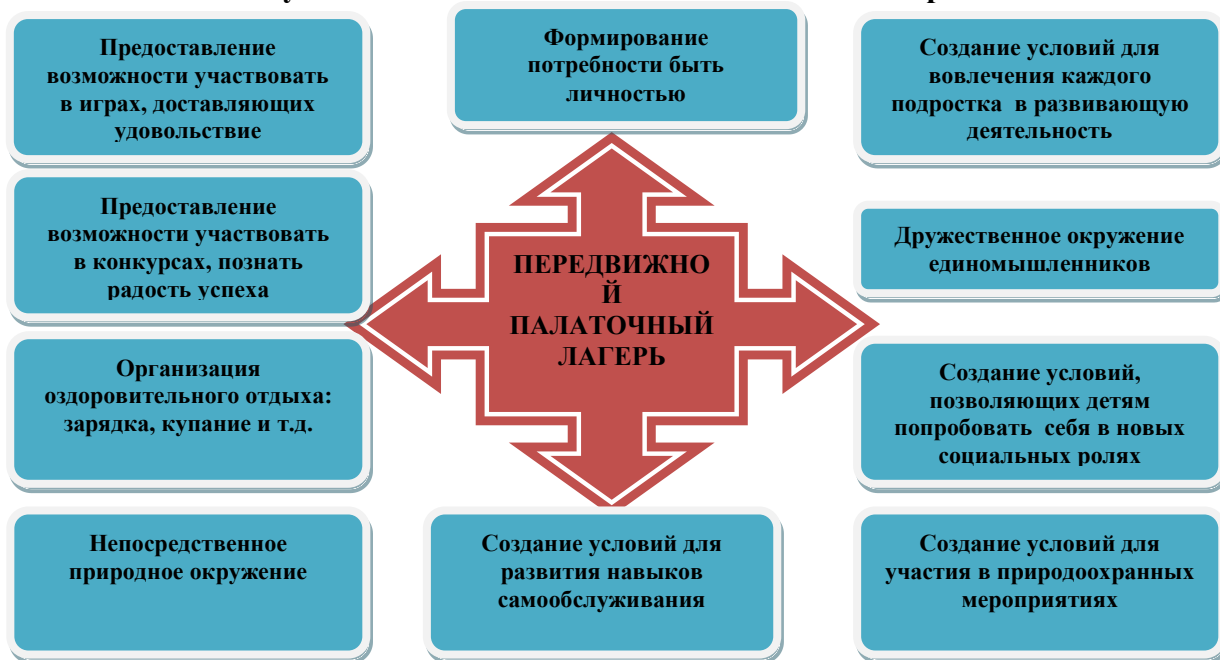 Предоставление
возможности участвовать
в играх, доставляющих
удовольствие
Формирование
потребности быть
личностью
Создание условий для
вовлечения каждого
подростка в развивающую
деятельность
Предоставление
возможности участвовать
в конкурсах, познать
радость успеха
ПЕРЕДВИЖНО
Й
ПАЛАТОЧНЫЙ
ЛАГЕРЬ
Дружественное окружение
единомышленников
Организация
оздоровительного отдыха:
зарядка, купание и т.д.
Создание условий,
позволяющих детям
попробовать себя в новых
социальных ролях
Непосредственное
природное окружение
Создание условий для
развития навыков
самообслуживания
Создание условий для
участия в природоохранных
мероприятиях